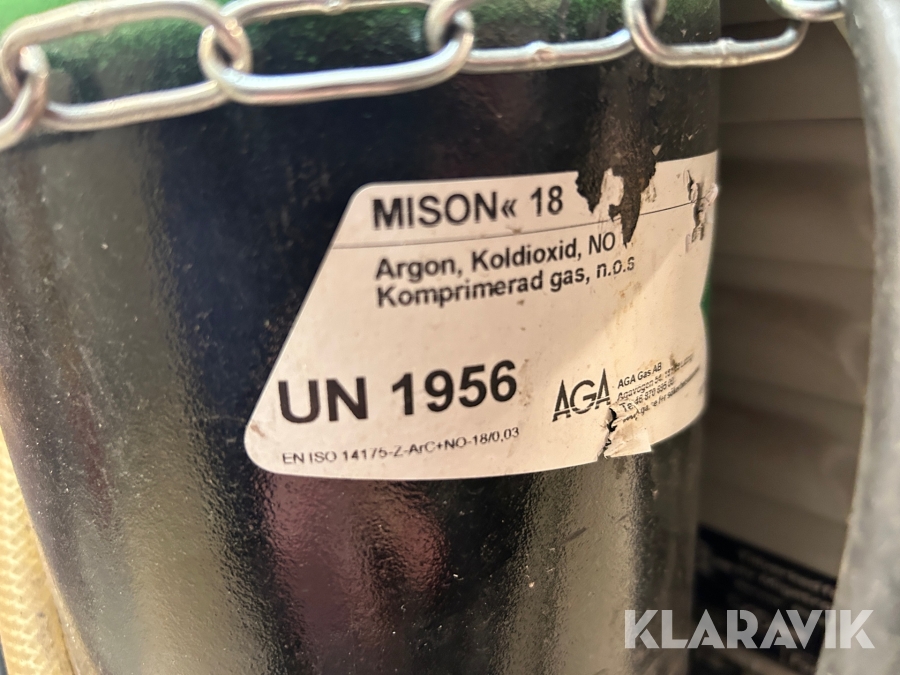 MISON« 18
Argon, Koldioxid, NO
Komprimerad gas, n.o.s
UN 1956
AGA
AGA Gas AB
EN ISO 14175-Z-ArC+NO-18/0,03
KLARAVIK